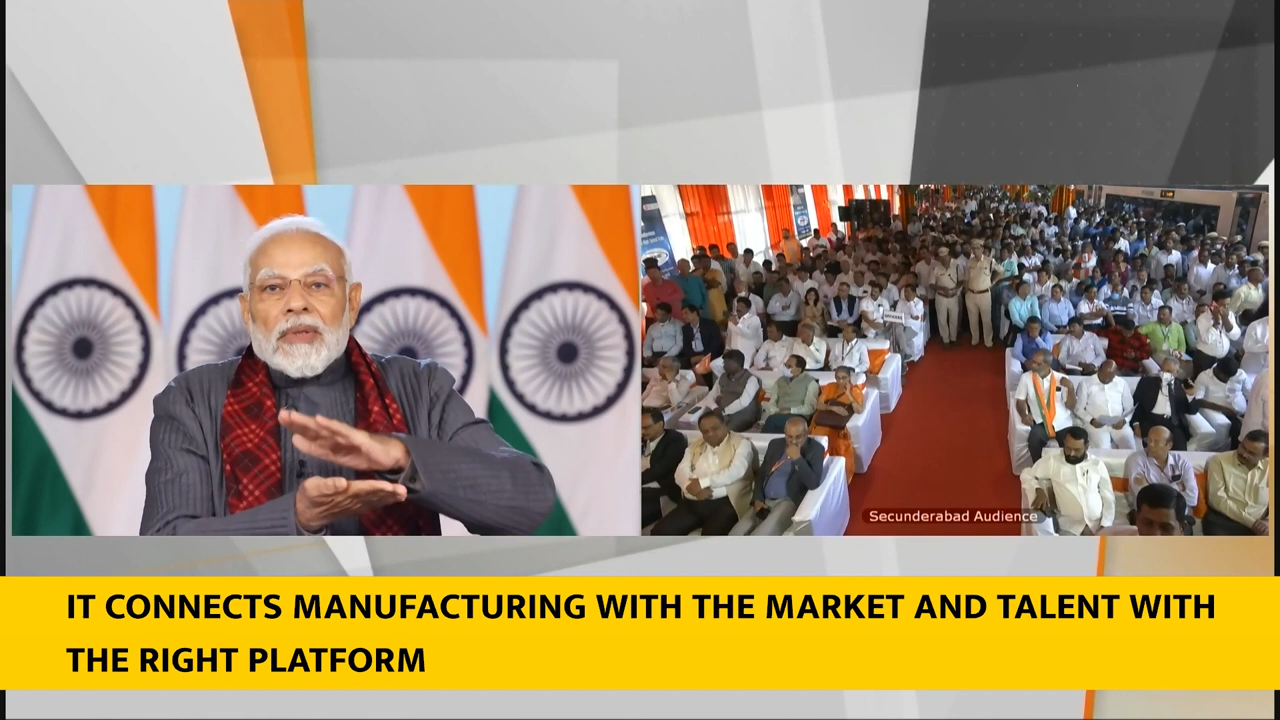 Secunderabad Audience
IT CONNECTS MANUFACTURING WITH THE MARKET AND TALENT WITH
THE RIGHT PLATFORM